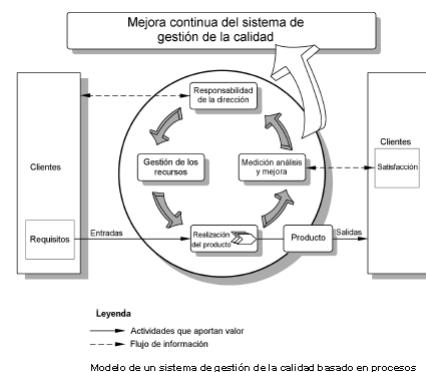 Mejora continua del sistema de
gestión de la calidad
Responsabilidad
de la dirección
Clientes
Clientes
Gestión de los
recursos
Medición análisis
y mejora
Satisfacción
Requisitos
Entradas
Realización
del producto
Producto
Salidas
Leyenda
Actividades que aportan valor
Flujo de información
Modelo de un sistema de gestión de la calidad basado en procesos